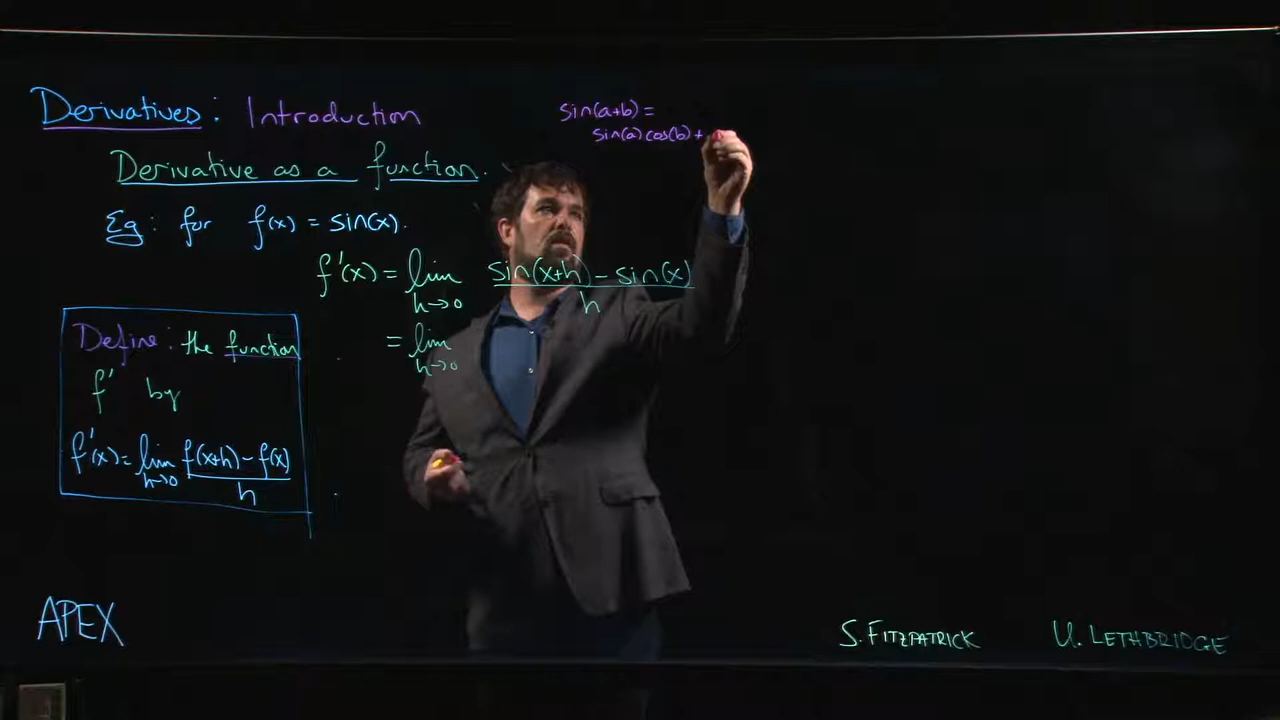 Derivatives: Introduction
sin(a+b) =
sin(a)cos(b)+
Derivative as a function.
Eg: for f(x) = sin(x).
f'(x) = lim h→0 sin(x+h) - sin(x) / h
= lim h→0
Define: the function
f' by
f'(x) = lim h→0 f(x+h) - f(x) / h
APEX
S. FITZPATRICK
U. LETHBRIDGE